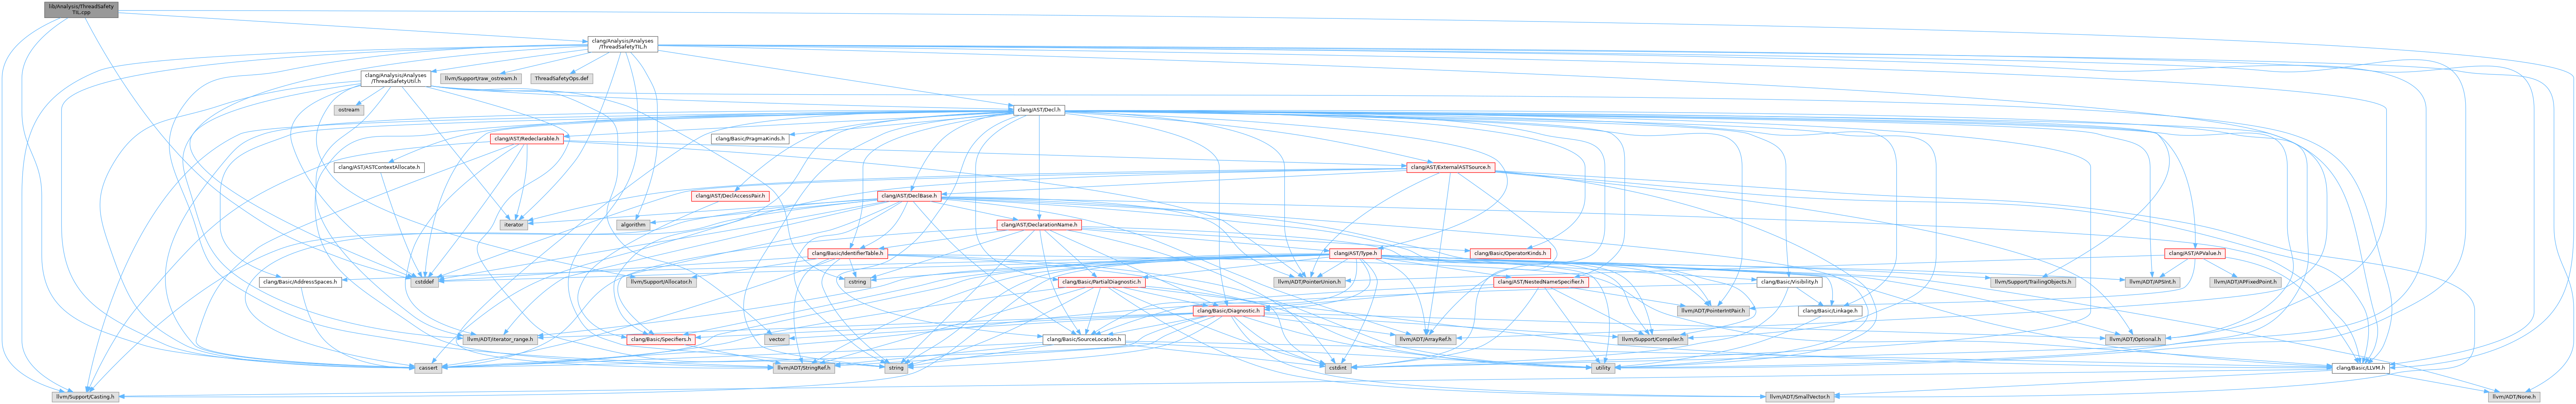 lib/Analysis/ThreadSafety
TIL.cpp
clang/Analysis/Analyses
/ThreadSafetyTIL.h
clang/Analysis/Analyses
/ThreadSafetyUtil.h
llvm/Support/raw_ostream.h
ThreadSafetyOps.def
ostream
clang/AST/Decl.h
clang/AST/Redeclarable.h
clang/Basic/PragmaKinds.h
clang/AST/ASTContextAllocate.h
clang/AST/ExternalASTSource.h
clang/AST/DeclAccessPair.h
clang/AST/DeclBase.h
iterator
algorithm
clang/AST/DeclarationName.h
clang/Basic/IdentifierTable.h
clang/AST/Type.h
clang/Basic/OperatorKinds.h
clang/AST/APValue.h
clang/Basic/AddressSpaces.h
cstddef
llvm/Support/Allocator.h
cstring
clang/Basic/PartialDiagnostic.h
llvm/ADT/PointerUnion.h
clang/AST/NestedNameSpecifier.h
clang/Basic/Visibility.h
llvm/Support/TrailingObjects.h
llvm/ADT/APSInt.h
llvm/ADT/APFixedPoint.h
clang/Basic/Diagnostic.h
llvm/ADT/PointerIntPair.h
clang/Basic/Linkage.h
llvm/ADT/iterator_range.h
clang/Basic/Specifiers.h
vector
clang/Basic/SourceLocation.h
llvm/ADT/ArrayRef.h
llvm/Support/Compiler.h
llvm/ADT/Optional.h
cassert
llvm/ADT/StringRef.h
string
cstdint
utility
clang/Basic/LLVM.h
llvm/Support/Casting.h
llvm/ADT/SmallVector.h
llvm/ADT/None.h